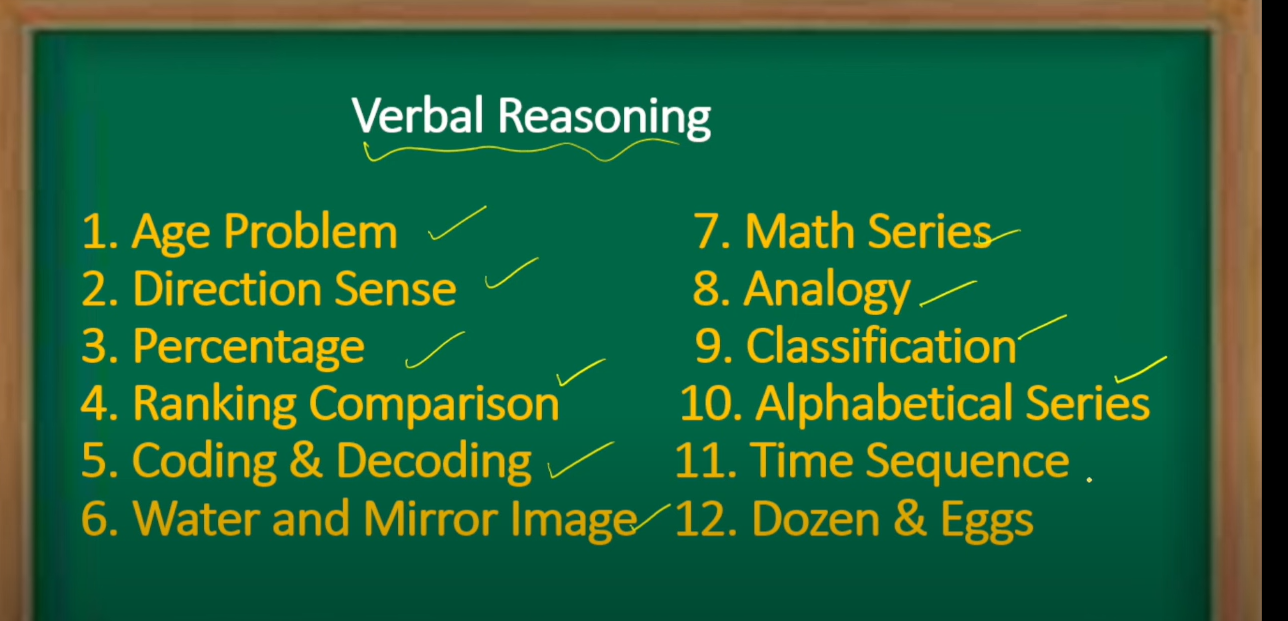 Verbal Reasoning
1. Age Problem
2. Direction Sense
3. Percentage
4. Ranking Comparison
5. Coding & Decoding
6. Water and Mirror Image
7. Math Series
8. Analogy
9. Classification
10. Alphabetical Series
11. Time Sequence
12. Dozen & Eggs